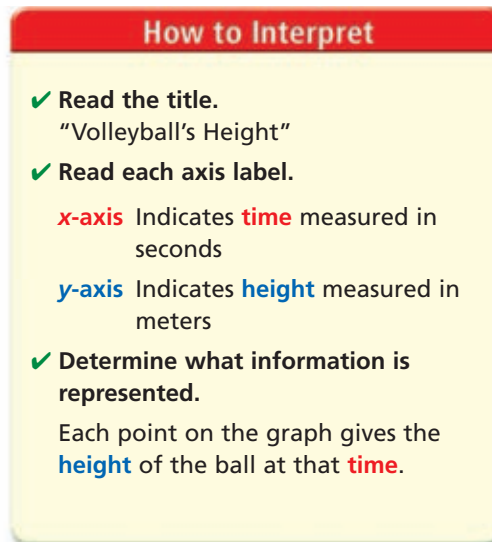 How to Interpret
✔ Read the title.
“Volleyball’s Height”
✔ Read each axis label.
x-axis Indicates time measured in
seconds
y-axis Indicates height measured in
meters
✔ Determine what information is
represented.
Each point on the graph gives the
height of the ball at that time.